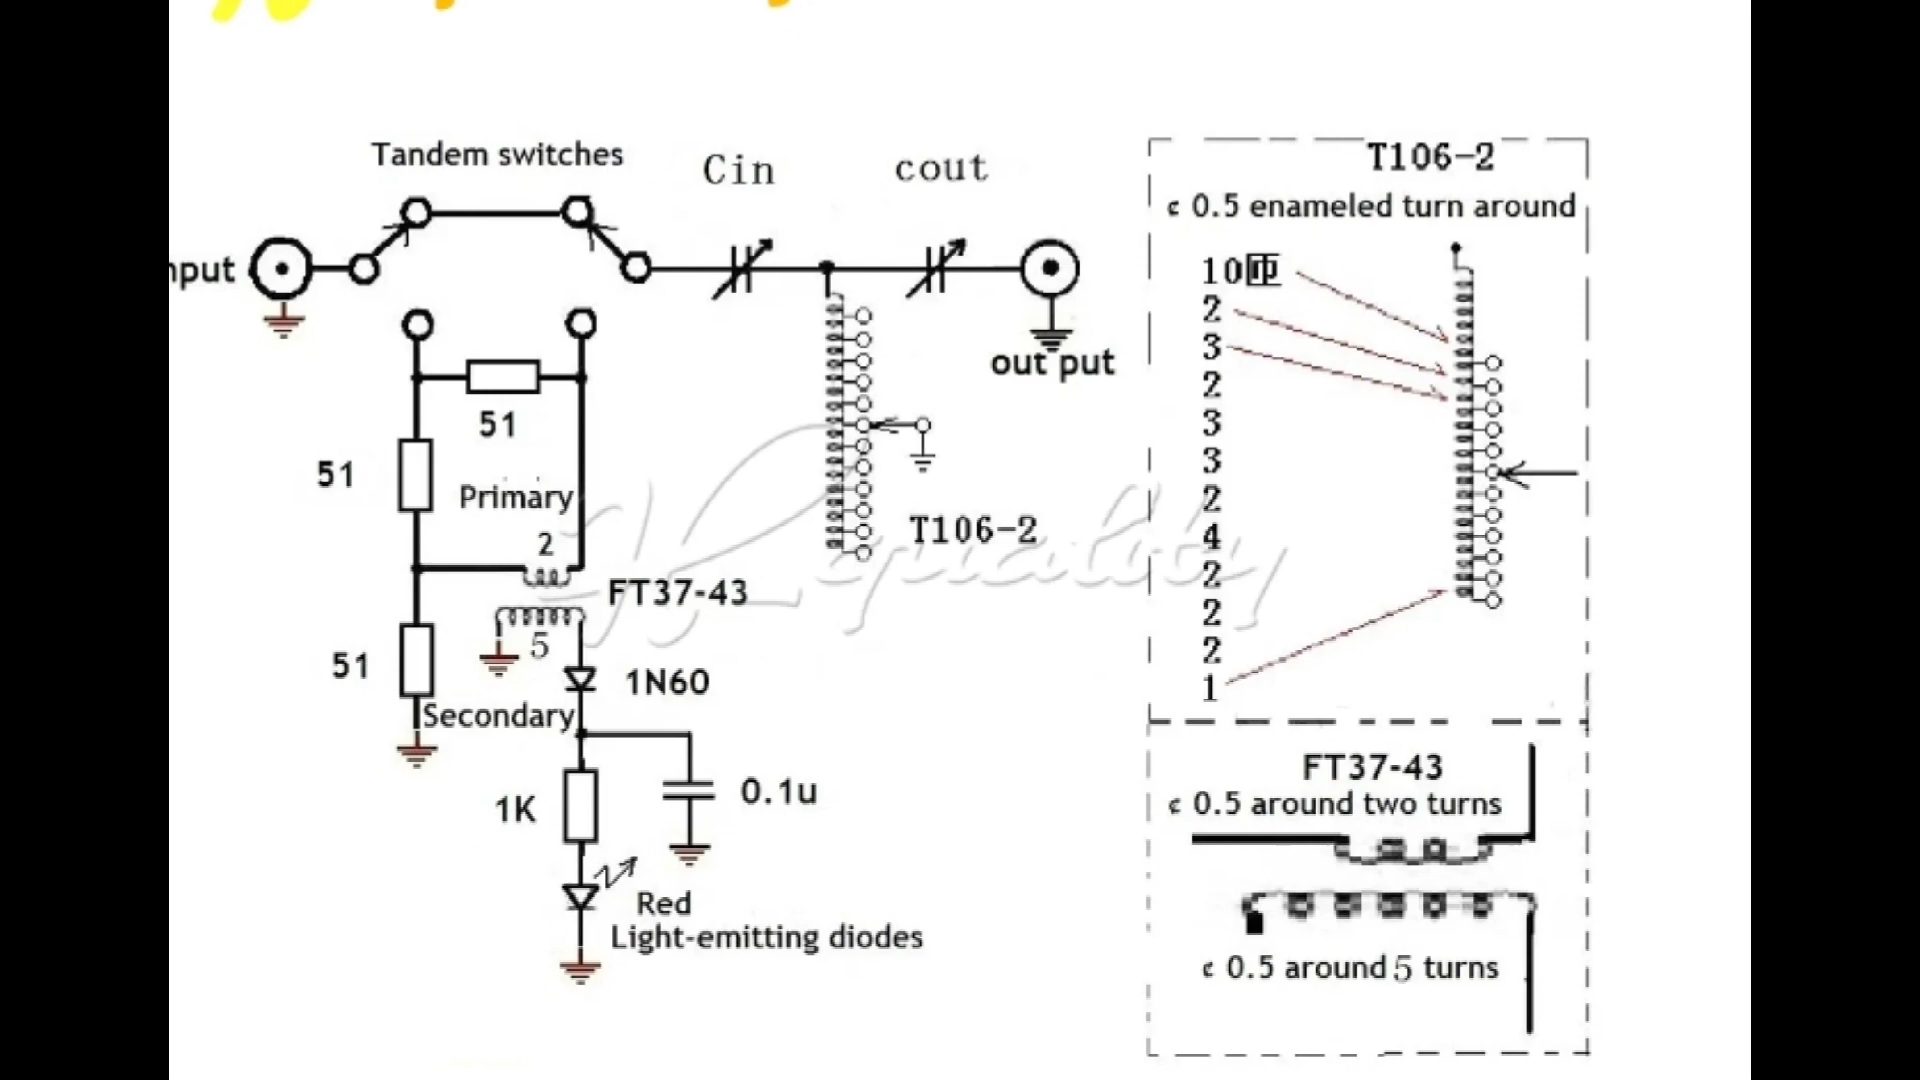 Tandem switches
Cin
cout
nput
out put
51
51
Primary
2
FT37-43
5
51
1N60
Secondary
1K
0.1u
Red
Light-emitting diodes
T106-2
T106-2
¢ 0.5 enameled turn around
10匝
2
3
2
3
3
2
4
2
2
2
1
FT37-43
¢ 0.5 around two turns
¢ 0.5 around 5 turns
quality